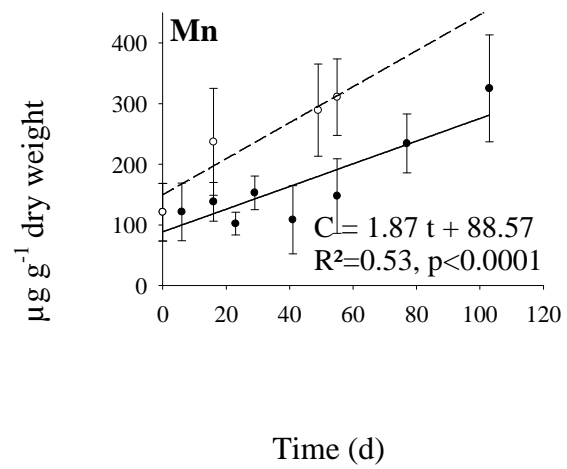 Mn
400
300
200
100
0
µg g-1 dry weight
C = 1.87 t + 88.57
R²=0.53, p<0.0001
0 20 40 60 80 100 120
Time (d)